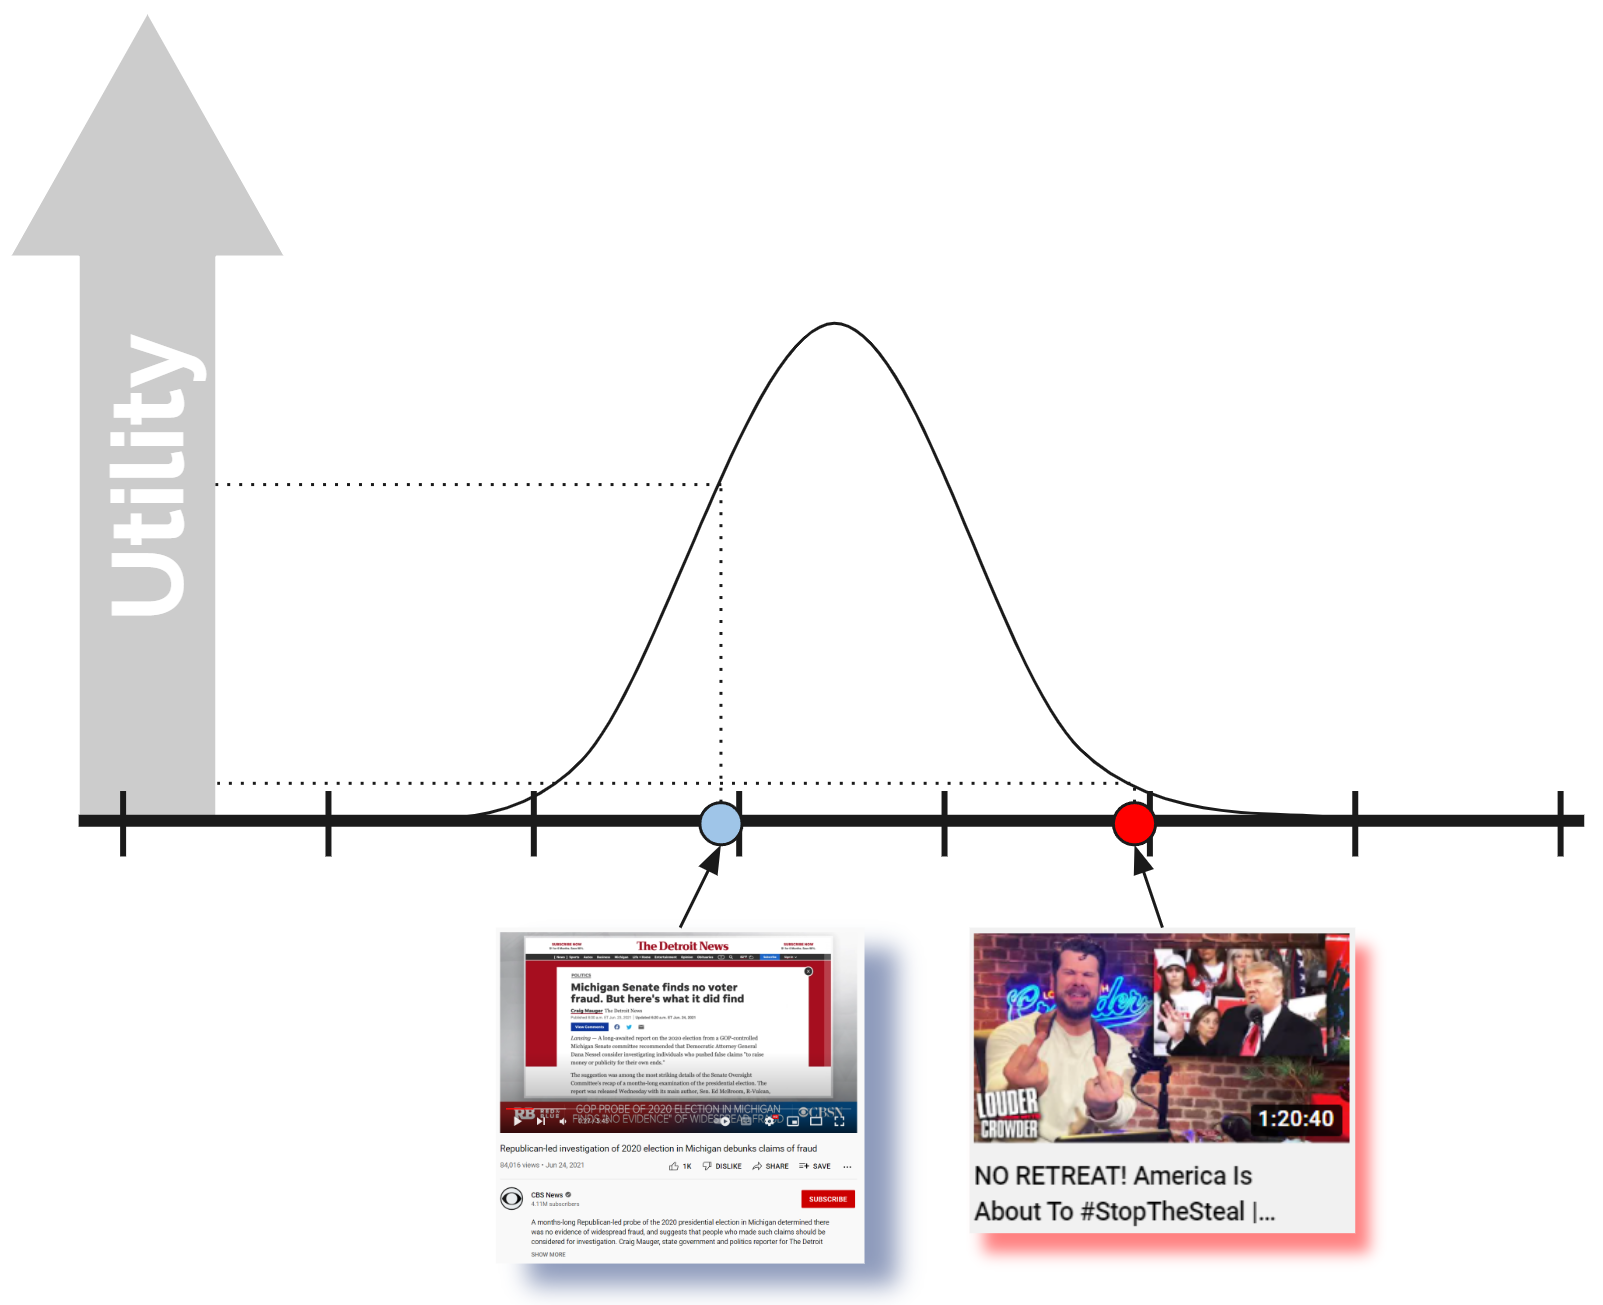 Utility
SUBSCRIBE NOW
The Detroit News
SUBSCRIBE NOW
POLITICS
Michigan Senate finds no voter
fraud. But here's what it did find
Craig Mauger The Detroit News
View Comments
Lansing — A long-awaited report on the 2020 election from a GOP-controlled
Michigan Senate committee recommended that Democratic Attorney General
Dana Nessel consider investigating individuals who pushed false claims "to raise
money or publicity for their own ends."
The suggestion was among the most striking details of the Senate Oversight
Committee's recap of a months-long examination of the presidential election. The
report was released Wednesday with its main author, Sen. Ed McBroom, R-Vulcan,
RB RED & BLUE
GOP PROBE OF 2020 ELECTION IN MICHIGAN
FINDS "NO EVIDENCE" OF WIDESPREAD FRAUD
CBSN
Republican-led investigation of 2020 election in Michigan debunks claims of fraud
84,016 views • Jun 24, 2021
1K DISLIKE SHARE SAVE ...
CBS News
4.11M subscribers
SUBSCRIBE
A months-long Republican-led probe of the 2020 presidential election in Michigan determined there
was no evidence of widespread fraud, and suggests that people who made such claims should be
considered for investigation. Craig Mauger, state government and politics reporter for The Detroit
SHOW MORE
LOUDER
CROWDER
1:20:40
NO RETREAT! America Is
About To #StopTheSteal |...